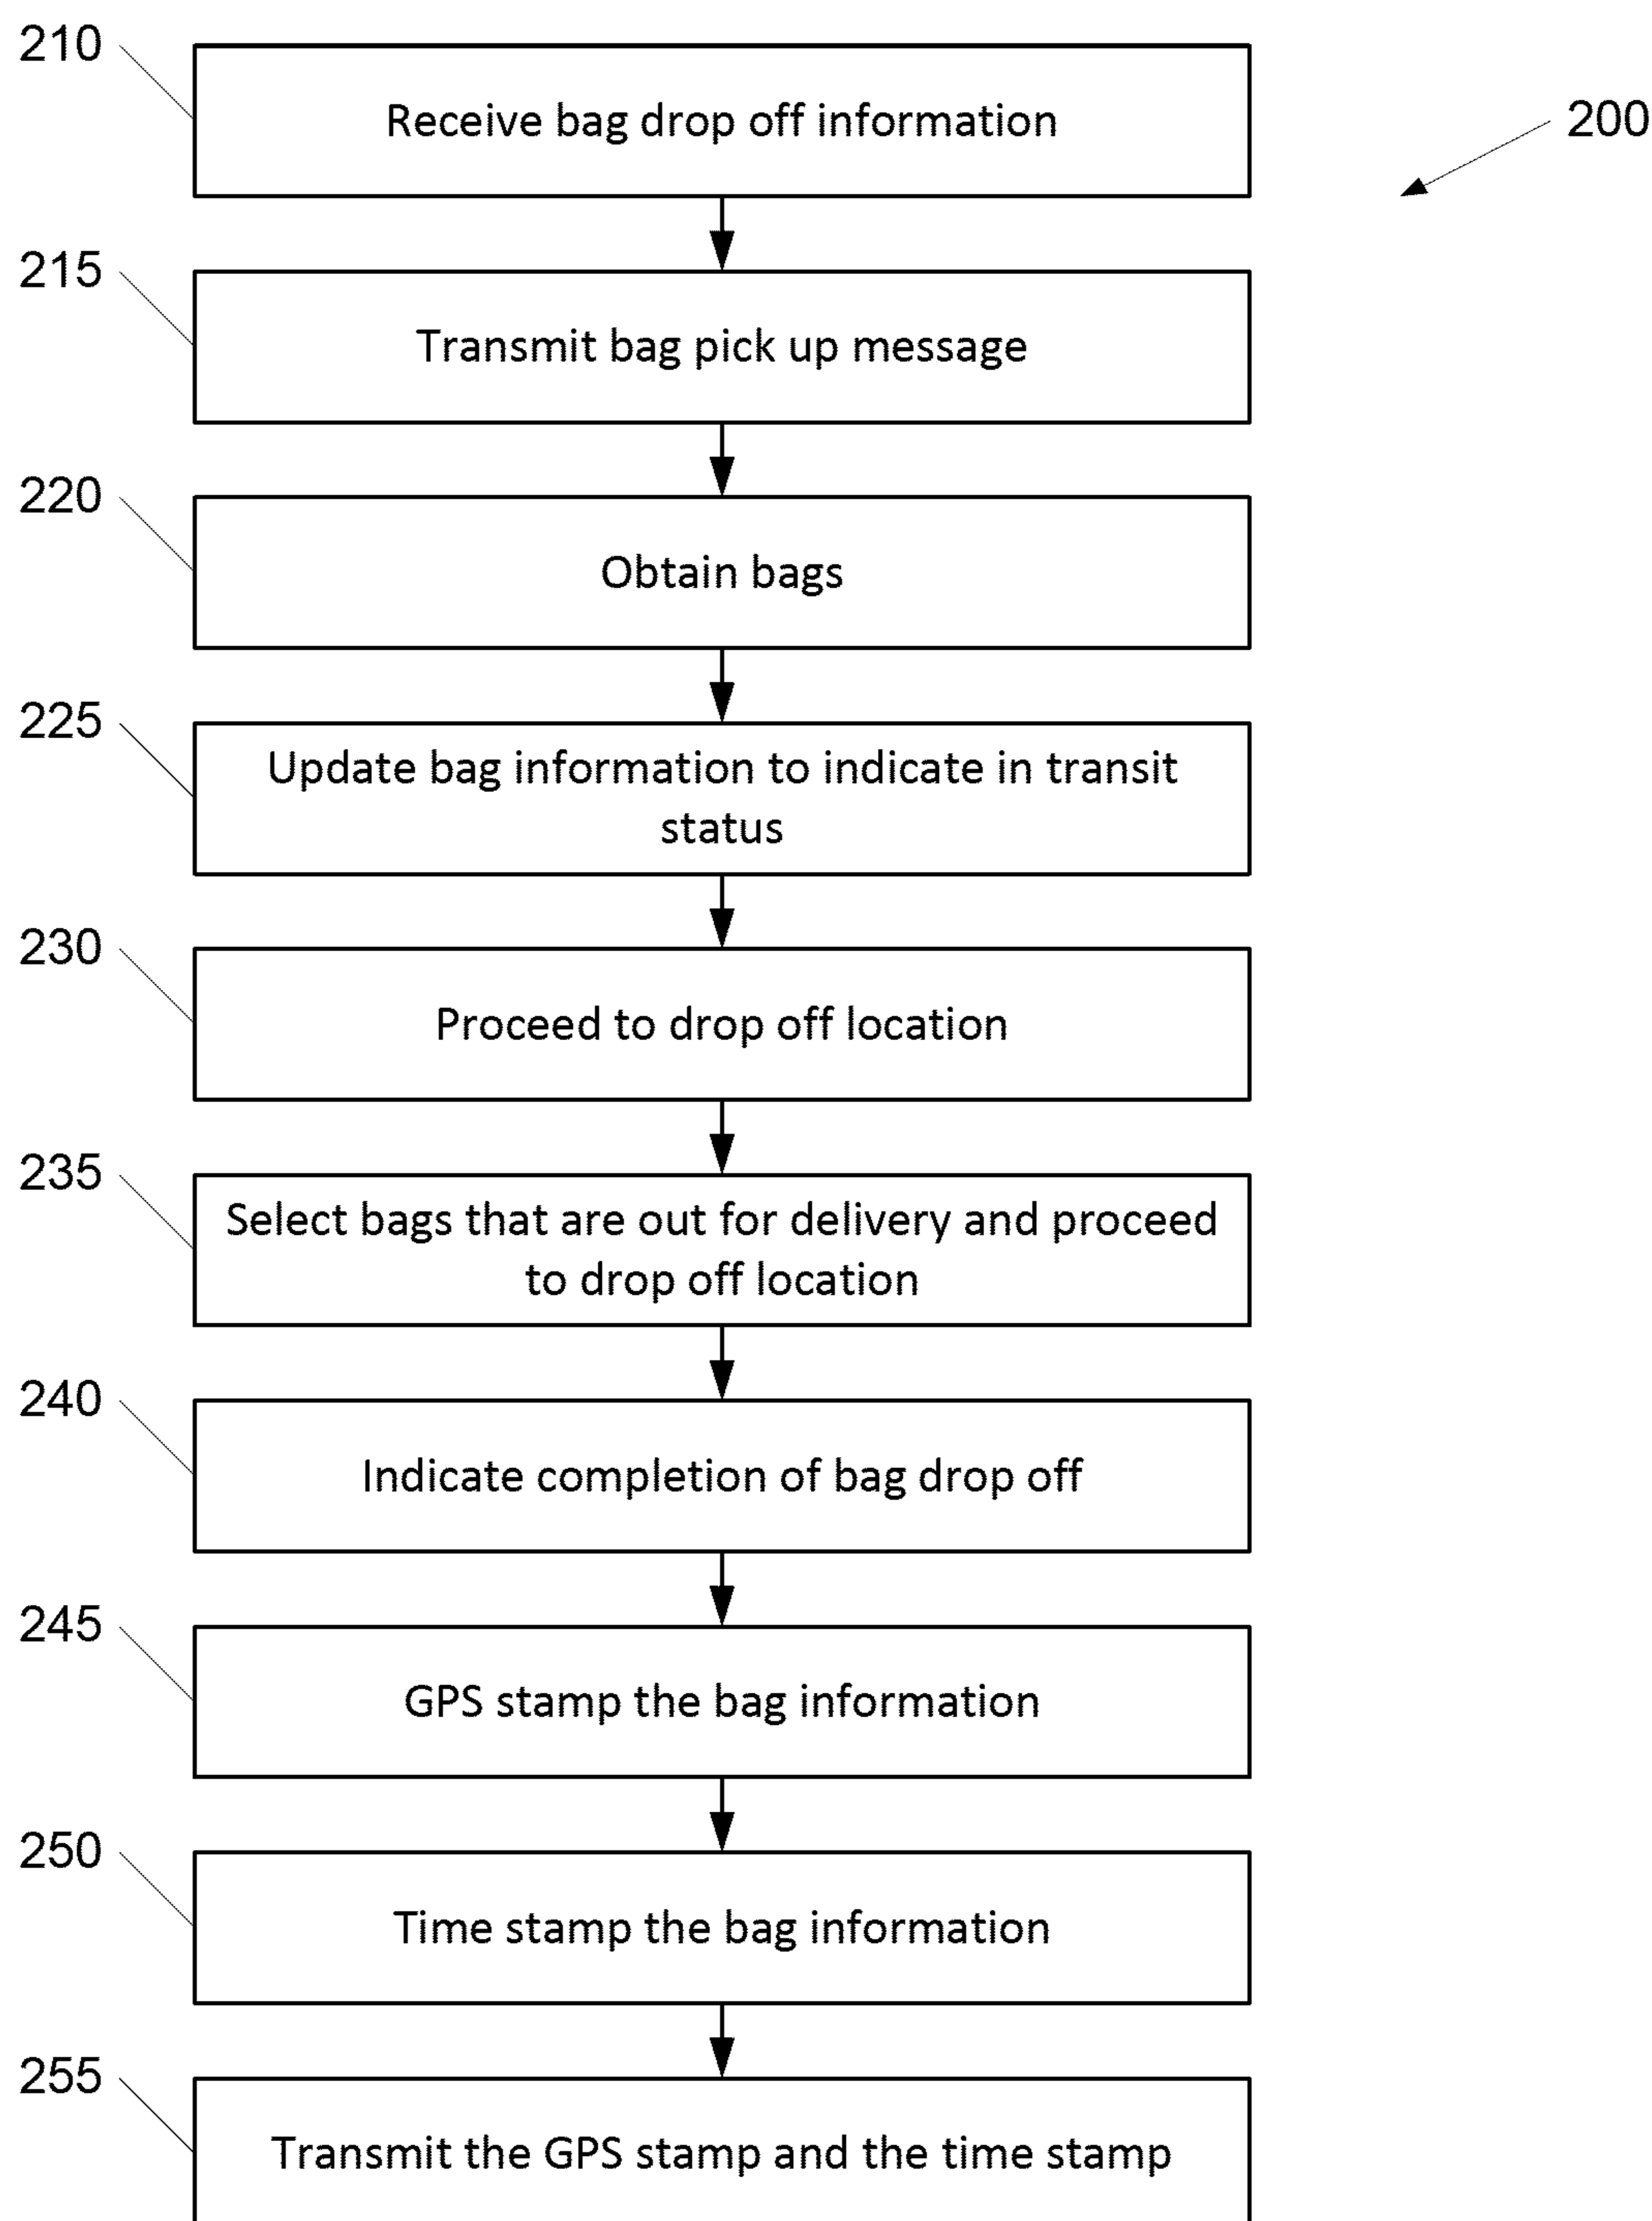 210
Receive bag drop off information
200
215
Transmit bag pick up message
220
Obtain bags
225
Update bag information to indicate in transit
status
230
Proceed to drop off location
235
Select bags that are out for delivery and proceed
to drop off location
240
Indicate completion of bag drop off
245
GPS stamp the bag information
250
Time stamp the bag information
255
Transmit the GPS stamp and the time stamp